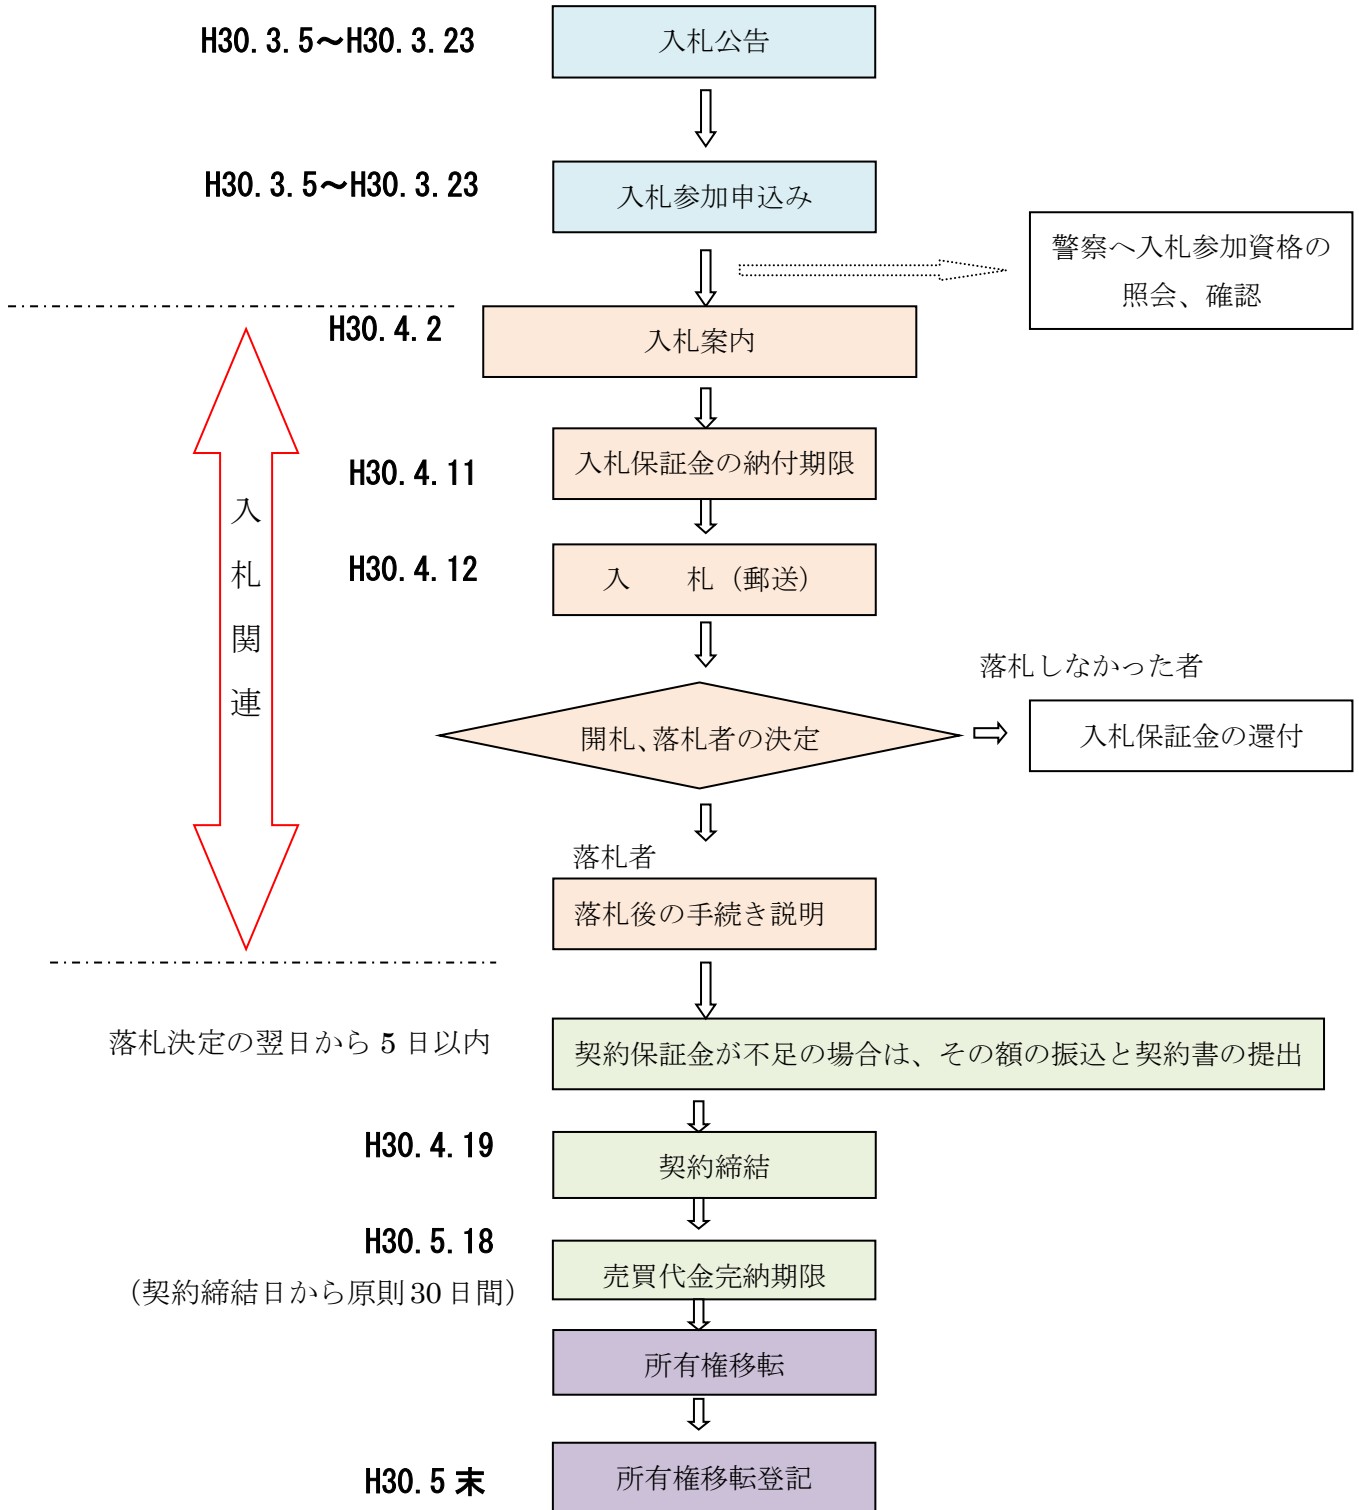 H30.3.5～H30.3.23
入札公告
H30.3.5～H30.3.23
入札参加申込み
警察へ入札参加資格の
照会、確認
H30.4.2
入札案内
H30.4.11
入札保証金の納付期限
入札関連
H30.4.12
入　　札（郵送）
落札しなかった者
開札、落札者の決定
入札保証金の還付
落札者
落札後の手続き説明
落札決定の翌日から 5 日以内
契約保証金が不足の場合は、その額の振込と契約書の提出
H30.4.19
契約締結
H30.5.18
（契約締結日から原則 30 日間）
売買代金完納期限
所有権移転
H30.5 末
所有権移転登記